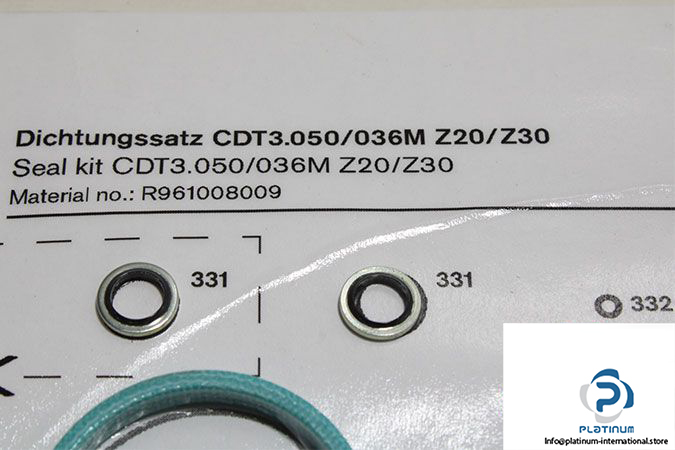 Dichtungssatz CDT3.050/036M Z20/Z30
Seal kit CDT3.050/036M Z20/Z30
Material no.: R961008009
331
331
332
PLATINUM
Info@platinum-international.store